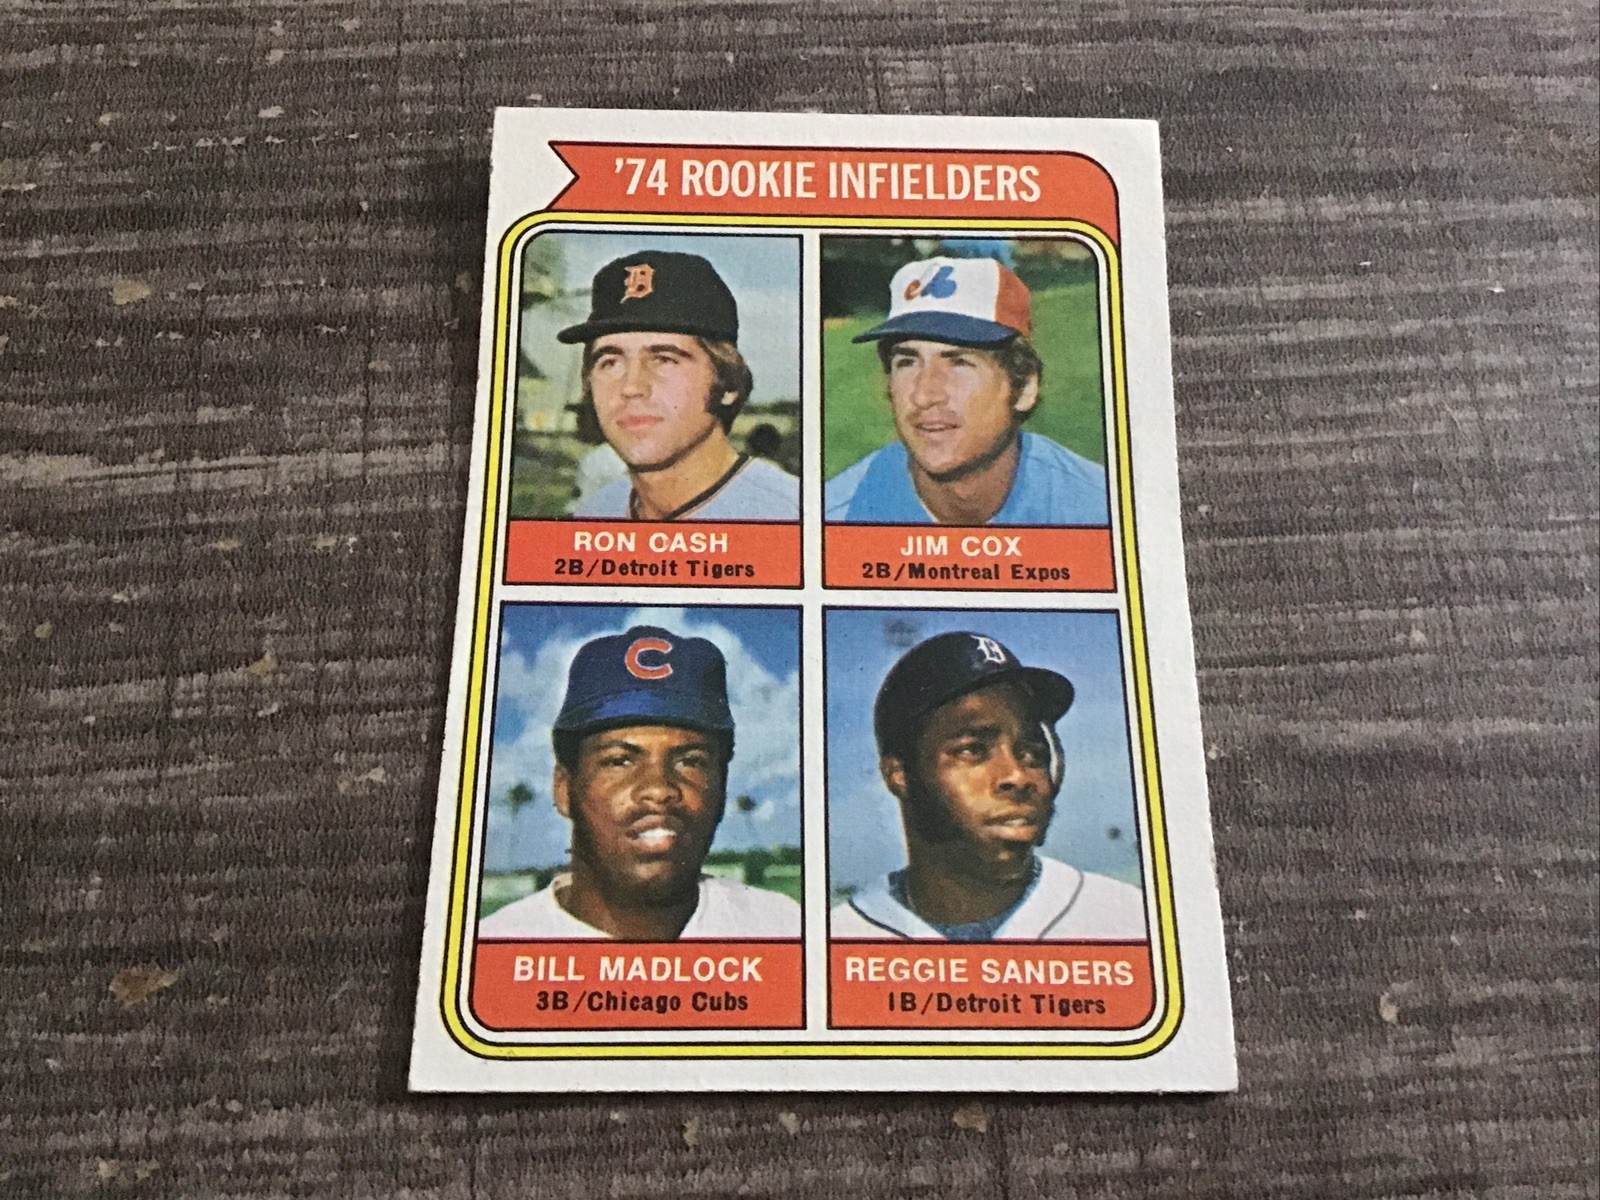 '74 ROOKIE INFIELDERS
RON CASH
2B/Detroit Tigers
JIM COX
2B/Montreal Expos
BILL MADLOCK
3B/Chicago Cubs
REGGIE SANDERS
1B/Detroit Tigers
D
eb
C
D